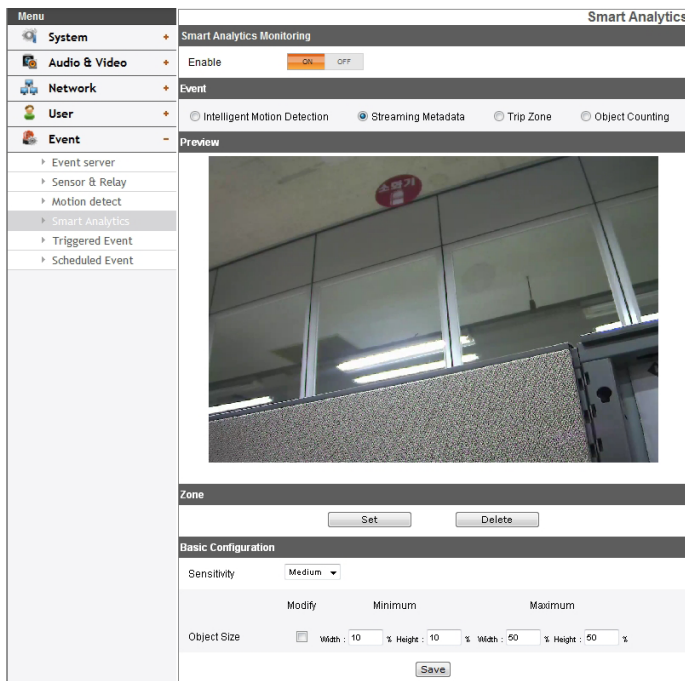 Menu
Smart Analytics
System +
Audio & Video +
Network +
User +
Event -
Event server
Sensor & Relay
Motion detect
Smart Analytics
Triggered Event
Scheduled Event
Smart Analytics Monitoring
Enable ON OFF
Event
Intelligent Motion Detection Streaming Metadata Trip Zone Object Counting
Preview
소화기
Zone
Set Delete
Basic Configuration
Sensitivity Medium
Modify Minimum Maximum
Object Size Width : 10 % Height : 10 % Width : 50 % Height : 50 %
Save